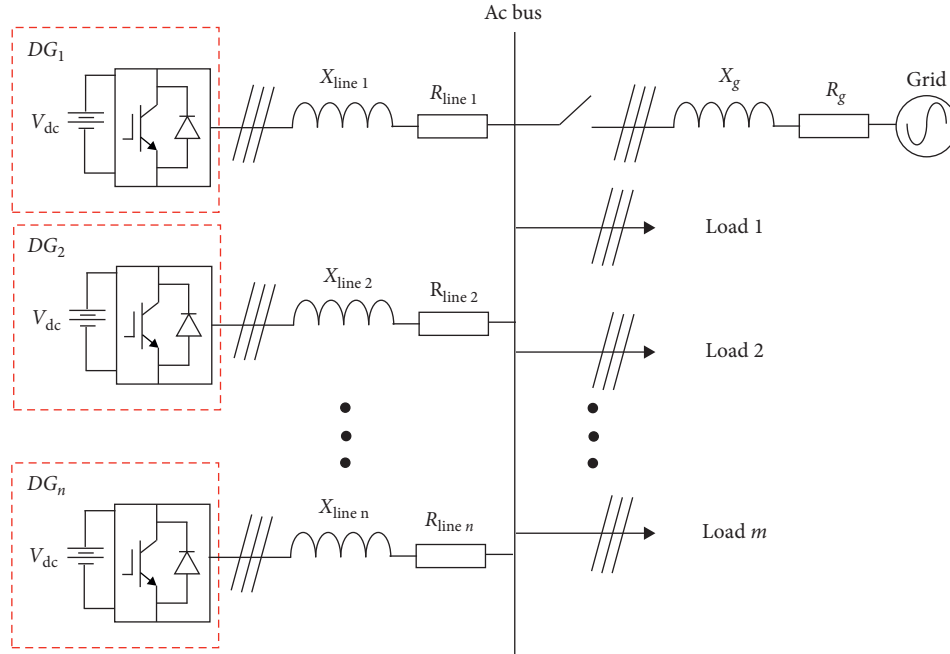 Ac bus
DG1
Vdc
Xline 1
Rline 1
Xg
Rg
Grid
Load 1
DG2
Vdc
Xline 2
Rline 2
Load 2
DGn
Vdc
Xline n
Rline n
Load m